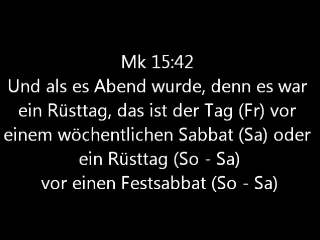 Mk 15:42
Und als es Abend wurde, denn es war
ein Rüsttag, das ist der Tag (Fr) vor
einem wöchentlichen Sabbat (Sa) oder
ein Rüsttag (So - Sa)
vor einen Festsabbat (So - Sa)